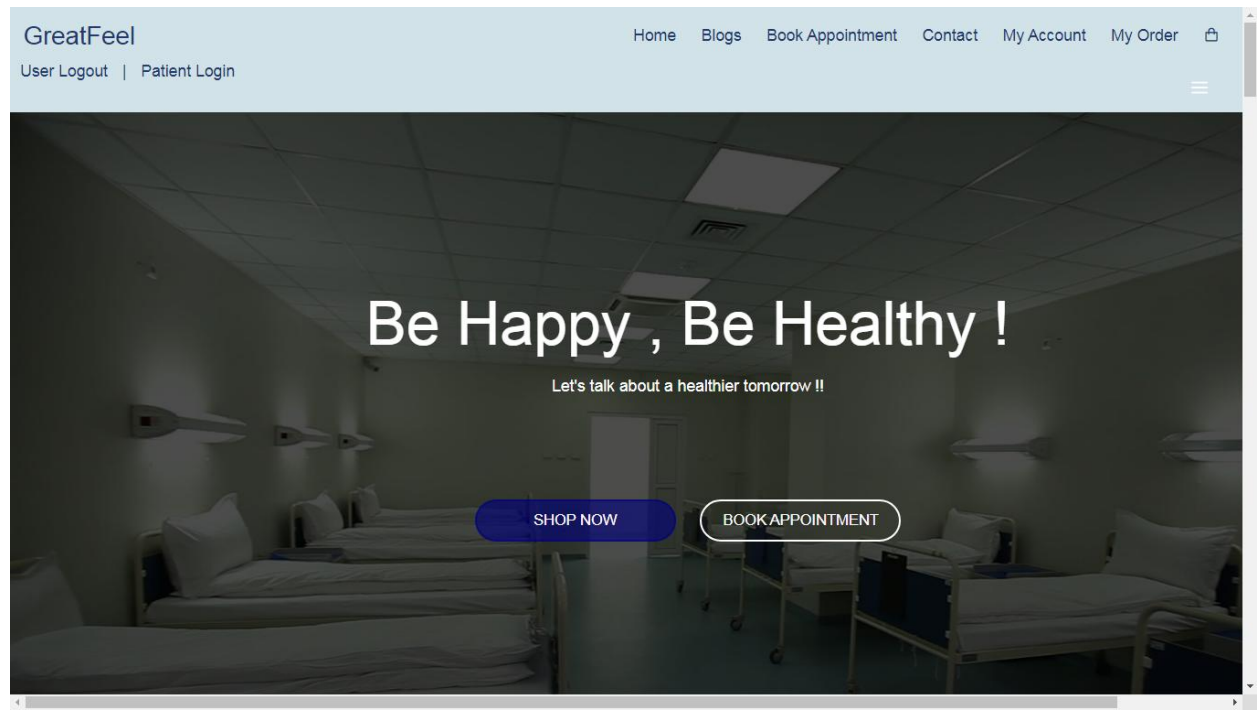 GreatFeel
Home Blogs Book Appointment Contact My Account My Order
User Logout | Patient Login
Be Happy , Be Healthy !
Let's talk about a healthier tomorrow !!
SHOP NOW
BOOK APPOINTMENT